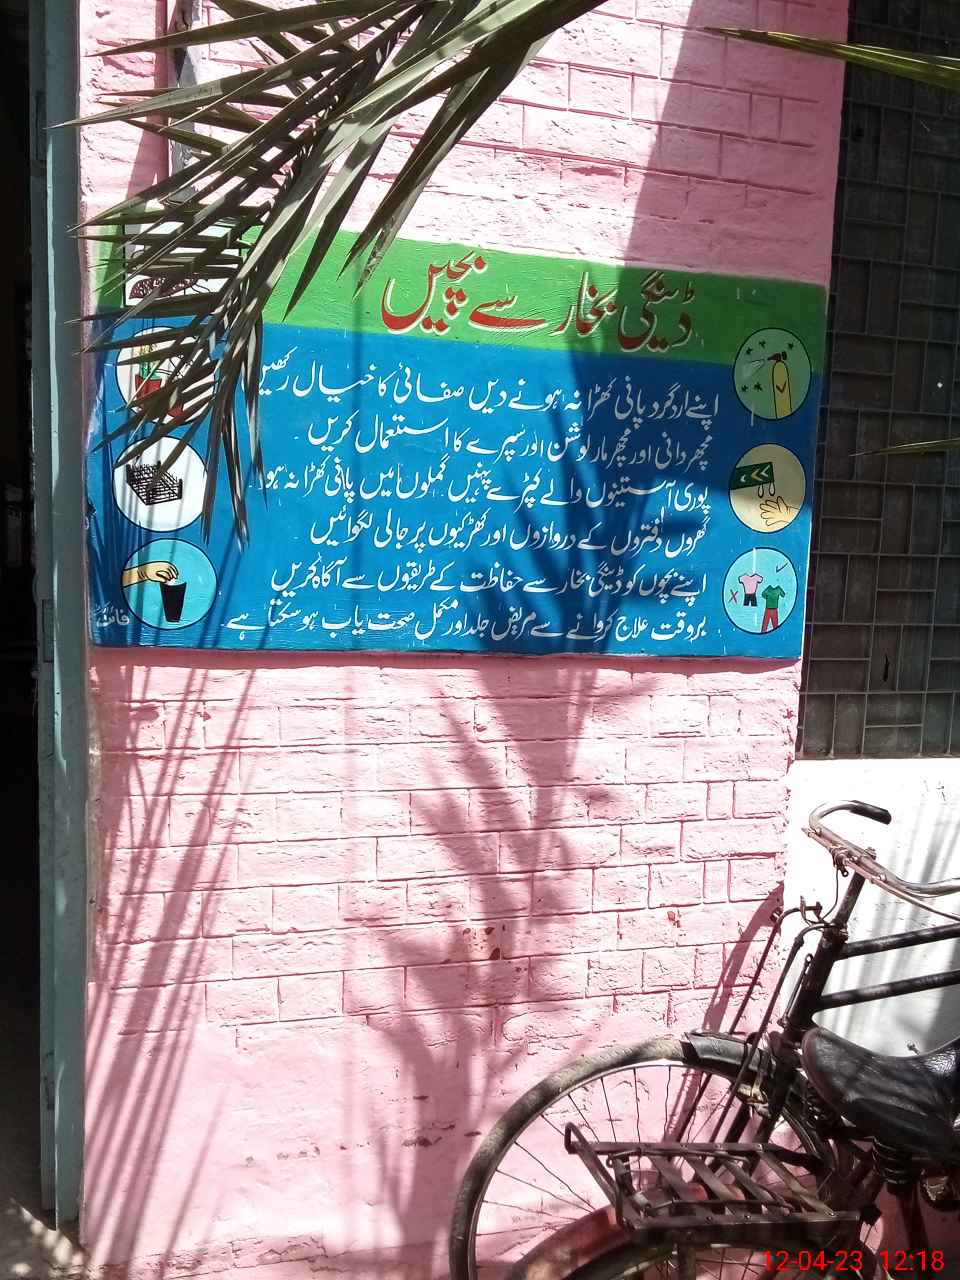 ڈینگی بخار سے بچیں
اپنے اردگرد پانی کھڑا نہ ہونے دیں صفائی کا خیال رکھیں
مچھردانی اور مچھر مار لوشن اور سپرے کا استعمال کریں۔
پوری آستینوں والے کپڑے پہنیں گملوں میں پانی کھڑا نہ ہو
گھروں دفتروں کے دروازوں اور کھڑکیوں پر جالی لگوائیں
اپنے بچوں کو ڈینگی بخار سے حفاظت کے طریقوں سے آگاہ کریں
بروقت علاج کروانے سے مریض جلد اور مکمل صحت یاب ہو سکتا ہے۔
12-04-23 12:18